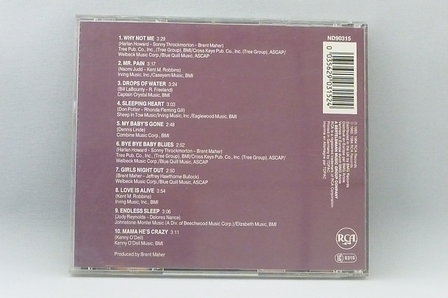 ND90315
1. WHY NOT ME 3:29
(Harlan Howard - Sonny Throckmorton - Brent Maher)
Tree Pub. Co., Inc. (Tree Group), BMI/Cross Keys Pub. Co., Inc. (Tree Group), ASCAP/
Welbeck Music Corp./Blue Quill Music, ASCAP
2. MR. PAIN 3:17
(Naomi Judd - Kent M. Robbins)
Irving Music, Inc./Caseyem Music, BMI
3. DROPS OF WATER 3:24
(Bill LaBounty - R. Freeland)
Captain Crystal Music, BMI
4. SLEEPING HEART 3:03
(Don Potter - Rhonda Fleming Gill)
Sheep in Tow Music/Irving Music, Inc./Eaglewood Music, BMI
5. MY BABY'S GONE 2:48
(Dennis Linde)
Combine Music Corp., BMI
6. BYE BYE BABY BLUES 2:52
(Harlan Howard - Sonny Throckmorton - Brent Maher)
Tree Pub. Co., Inc. (Tree Group), BMI/Cross Keys Pub. Co., Inc. (Tree Group), ASCAP/
Welbeck Music Corp./Blue Quill Music, ASCAP
7. GIRLS NIGHT OUT 2:52
(Brent Maher - Jeffrey Hawthorne Bullock)
Welbeck Music Corp./Blue Quill Music, ASCAP
8. LOVE IS ALIVE 3:54
(Kent M. Robbins)
Irving Music, Inc., BMI
9. ENDLESS SLEEP 3:06
(Jody Reynolds - Dolores Nance)
Johnstone-Montei Music (A Div. of Beechwood Music Corp.)/Elizabeth Music, BMI
10. MAMA HE'S CRAZY 3:11
(Kenny O'Dell)
Kenny O'Dell Music, BMI
Produced by Brent Maher
RCA